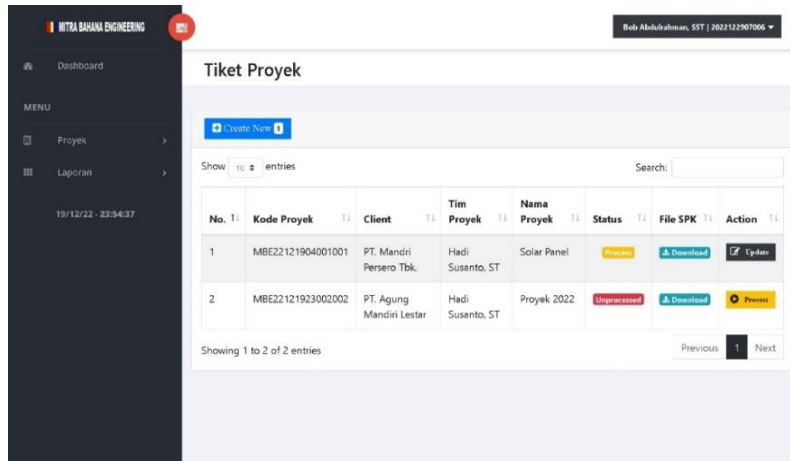 MITRA BAHANA ENGINEERING
Bob Abdulrahman, SST | 2022122907006
Dashboard
Tiket Proyek
MENU
Create New 1
Proyek
Show 10 entries
Search:
Laporan
19/12/22 - 23:54:37
No. Kode Proyek Client Tim Proyek Nama Proyek Status File SPK Action
1 MBE22121904001001 PT. Mandri Persero Tbk. Hadi Susanto, ST Solar Panel Process Download Update
2 MBE22121923002002 PT. Agung Mandiri Lestar Hadi Susanto, ST Proyek 2022 Unprocessed Download Process
Showing 1 to 2 of 2 entries
Previous 1 Next